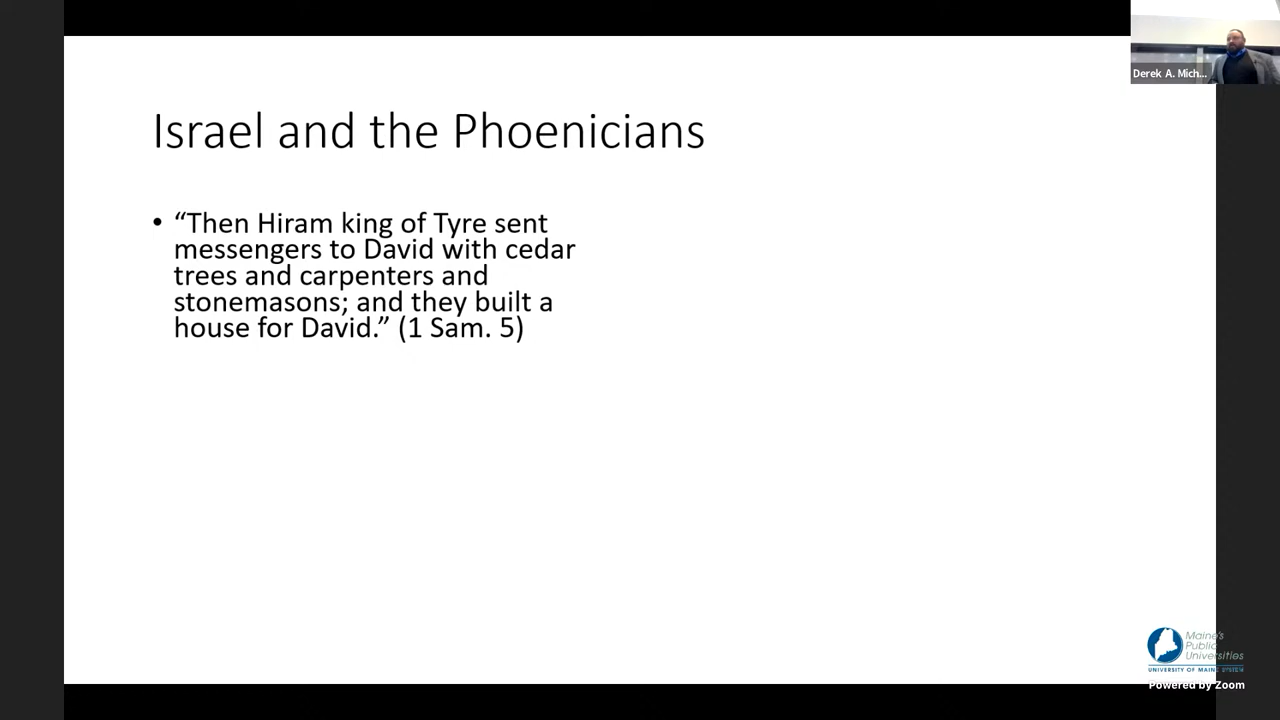 Derek A. Mich...
Israel and the Phoenicians
• “Then Hiram king of Tyre sent
messengers to David with cedar
trees and carpenters and
stonemasons; and they built a
house for David.” (1 Sam. 5)
Maine's
Public
Universities
UNIVERSITY OF MAINE SYSTEM
Powered by Zoom